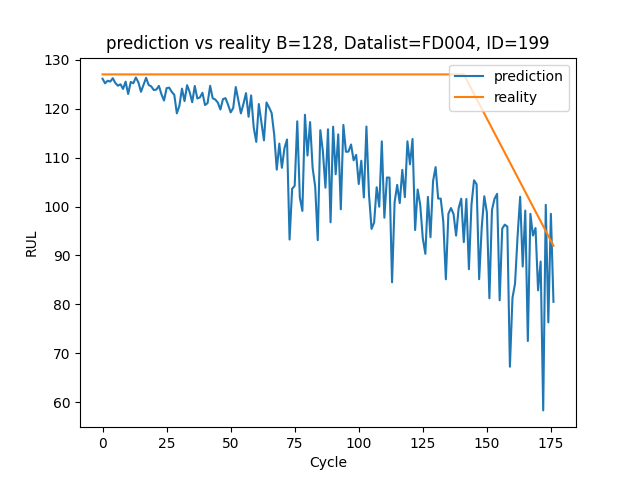 prediction vs reality B=128, Datalist=FD004, ID=199
prediction
reality
RUL
130
120
110
100
90
80
70
60
0 25 50 75 100 125 150 175
Cycle